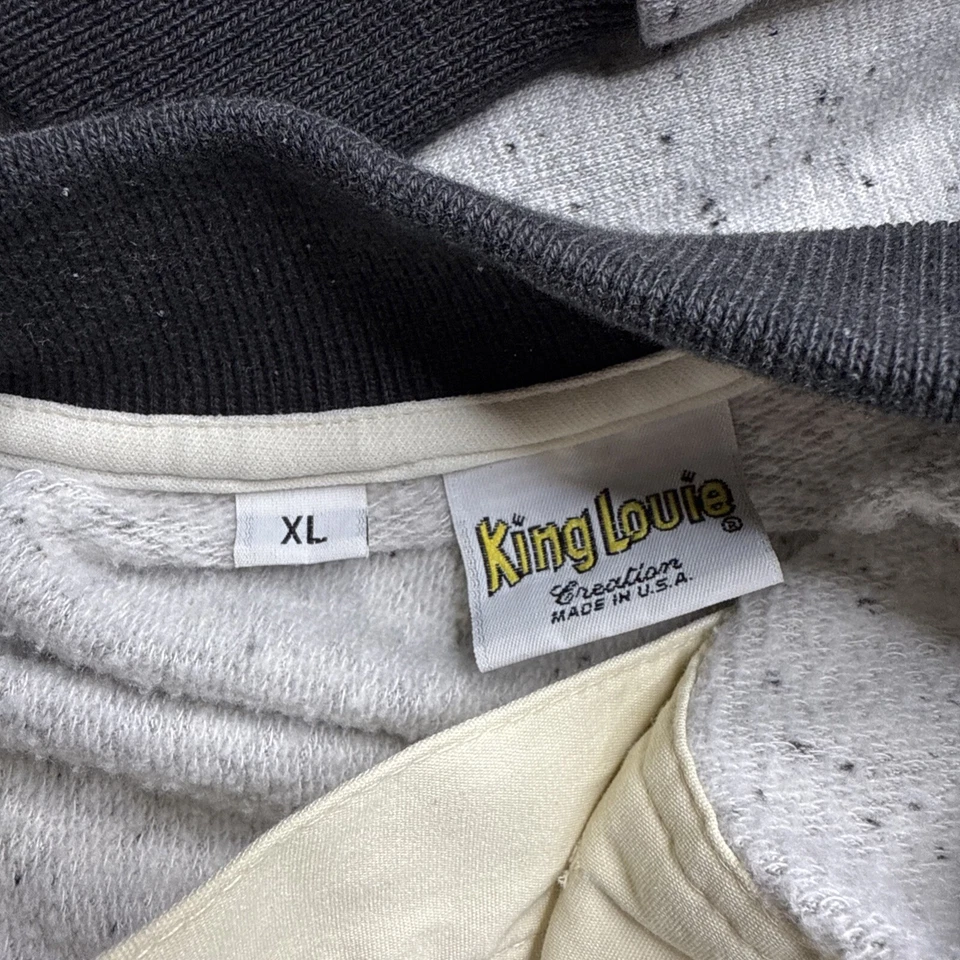 XL
King Louie®
Creation
MADE IN U.S.A.